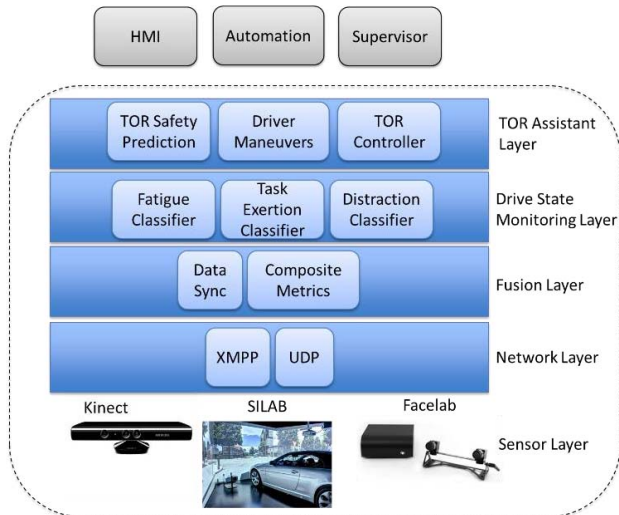 HMI
Automation
Supervisor
TOR Safety
Prediction
Driver
Maneuvers
TOR
Controller
TOR Assistant
Layer
Fatigue
Classifier
Task
Exertion
Classifier
Distraction
Classifier
Drive State
Monitoring Layer
Data
Sync
Composite
Metrics
Fusion Layer
XMPP
UDP
Network Layer
Kinect
SILAB
Facelab
Sensor Layer